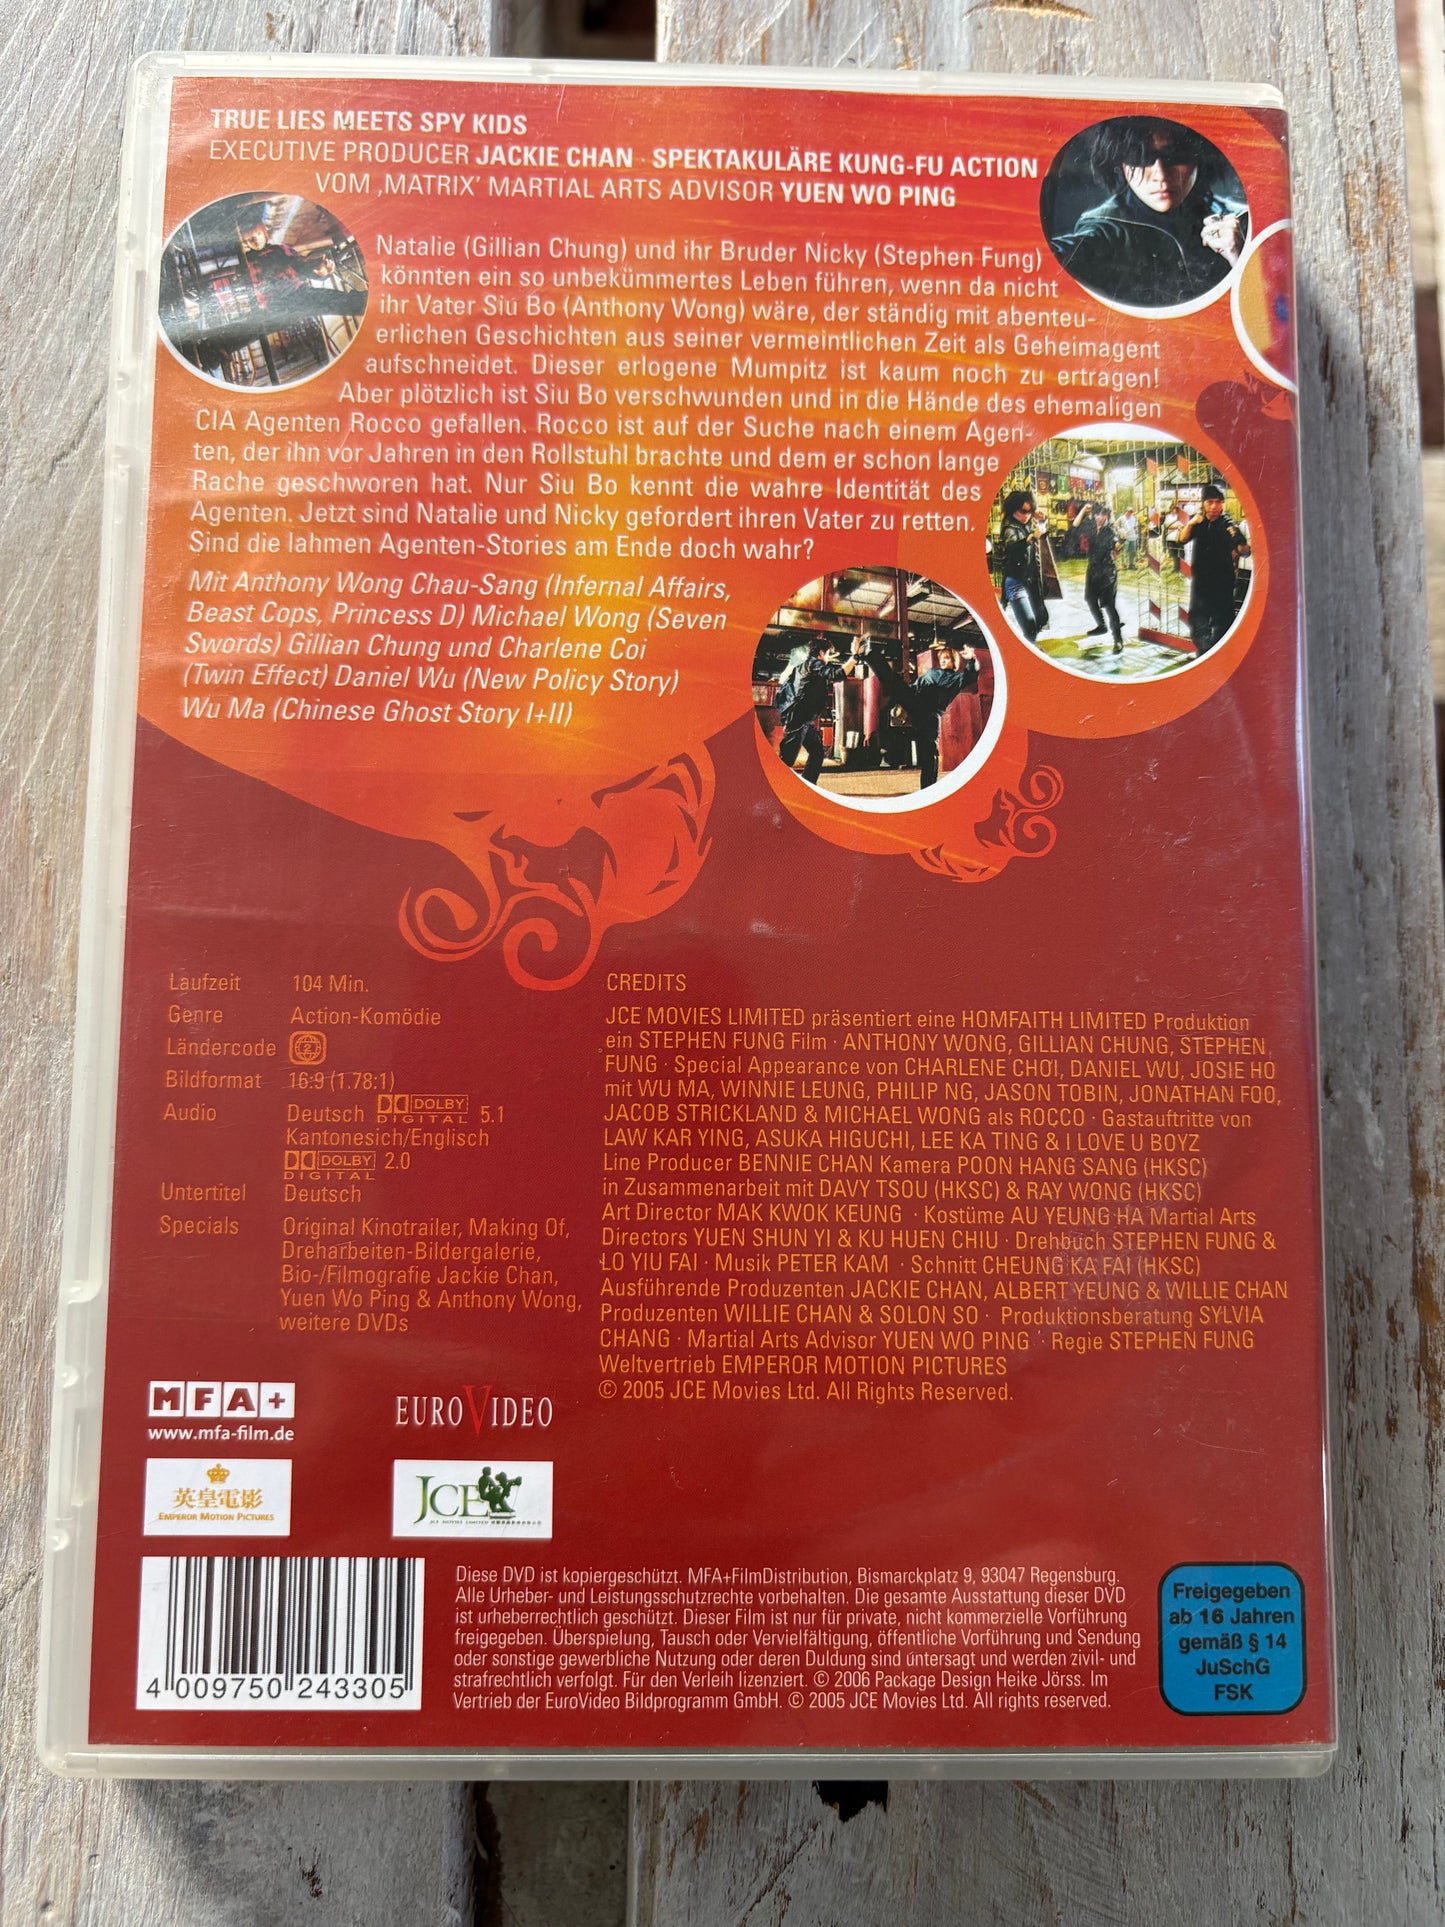 TRUE LIES MEETS SPY KIDS
EXECUTIVE PRODUCER JACKIE CHAN · SPEKTAKULÄRE KUNG-FU ACTION
VOM ‚MATRIX' MARTIAL ARTS ADVISOR YUEN WO PING
Natalie (Gillian Chung) und ihr Bruder Nicky (Stephen Fung)
könnten ein so unbekümmertes Leben führen, wenn da nicht
ihr Vater Siu Bo (Anthony Wong) wäre, der ständig mit abenteu-
erlichen Geschichten aus seiner vermeintlichen Zeit als Geheimagent
aufschneidet. Dieser erlogene Mumpitz ist kaum noch zu ertragen!
Aber plötzlich ist Siu Bo verschwunden und in die Hände des ehemaligen
CIA Agenten Rocco gefallen. Rocco ist auf der Suche nach einem Agen-
ten, der ihn vor Jahren in den Rollstuhl brachte und dem er schon lange
Rache geschworen hat. Nur Siu Bo kennt die wahre Identität des
Agenten. Jetzt sind Natalie und Nicky gefordert ihren Vater zu retten.
Sind die lahmen Agenten-Stories am Ende doch wahr?
Mit Anthony Wong Chau-Sang (Infernal Affairs,
Beast Cops, Princess D) Michael Wong (Seven
Swords) Gillian Chung und Charlene Coi
(Twin Effect) Daniel Wu (New Policy Story)
Wu Ma (Chinese Ghost Story I+II)
Laufzeit 104 Min.
Genre Action-Komödie
Ländercode 2
Bildformat 16:9 (1.78:1)
Audio Deutsch DOLBY DIGITAL 5.1
Kantonesich/Englisch
DOLBY DIGITAL 2.0
Untertitel Deutsch
Specials Original Kinotrailer, Making Of,
Dreharbeiten-Bildergalerie,
Bio-/Filmografie Jackie Chan,
Yuen Wo Ping & Anthony Wong,
weitere DVDs
CREDITS
JCE MOVIES LIMITED präsentiert eine HOMFAITH LIMITED Produktion
ein STEPHEN FUNG Film · ANTHONY WONG, GILLIAN CHUNG, STEPHEN
FUNG · Special Appearance von CHARLENE CHOI, DANIEL WU, JOSIE HO
mit WU MA, WINNIE LEUNG, PHILIP NG, JASON TOBIN, JONATHAN FOO,
JACOB STRICKLAND & MICHAEL WONG als ROCCO · Gastauftritte von
LAW KAR YING, ASUKA HIGUCHI, LEE KA TING & I LOVE U BOYZ
Line Producer BENNIE CHAN Kamera POON HANG SANG (HKSC)
in Zusammenarbeit mit DAVY TSOU (HKSC) & RAY WONG (HKSC)
Art Director MAK KWOK KEUNG · Kostüme AU YEUNG HA Martial Arts
Directors YUEN SHUN YI & KU HUEN CHIU · Drehbuch STEPHEN FUNG &
LO YIU FAI · Musik PETER KAM · Schnitt CHEUNG KA FAI (HKSC)
Ausführende Produzenten JACKIE CHAN, ALBERT YEUNG & WILLIE CHAN
Produzenten WILLIE CHAN & SOLON SO · Produktionsberatung SYLVIA
CHANG · Martial Arts Advisor YUEN WO PING · Regie STEPHEN FUNG
Weltvertrieb EMPEROR MOTION PICTURES
© 2005 JCE Movies Ltd. All Rights Reserved.
MFA+
www.mfa-film.de
EUROVIDEO
英皇電影
EMPEROR MOTION PICTURES
JCE
JCE MOVIES LIMITED
4 009750 243305
Diese DVD ist kopiergeschützt. MFA+FilmDistribution, Bismarckplatz 9, 93047 Regensburg.
Alle Urheber- und Leistungsschutzrechte vorbehalten. Die gesamte Ausstattung dieser DVD
ist urheberrechtlich geschützt. Dieser Film ist nur für private, nicht kommerzielle Vorführung
freigegeben. Überspielung, Tausch oder Vervielfältigung, öffentliche Vorführung und Sendung
oder sonstige gewerbliche Nutzung oder deren Duldung sind untersagt und werden zivil- und
strafrechtlich verfolgt. Für den Verleih lizenziert. © 2006 Package Design Heike Jörss. Im
Vertrieb der EuroVideo Bildprogramm GmbH. © 2005 JCE Movies Ltd. All rights reserved.
Freigegeben
ab 16 Jahren
gemäß § 14
JuSchG
FSK